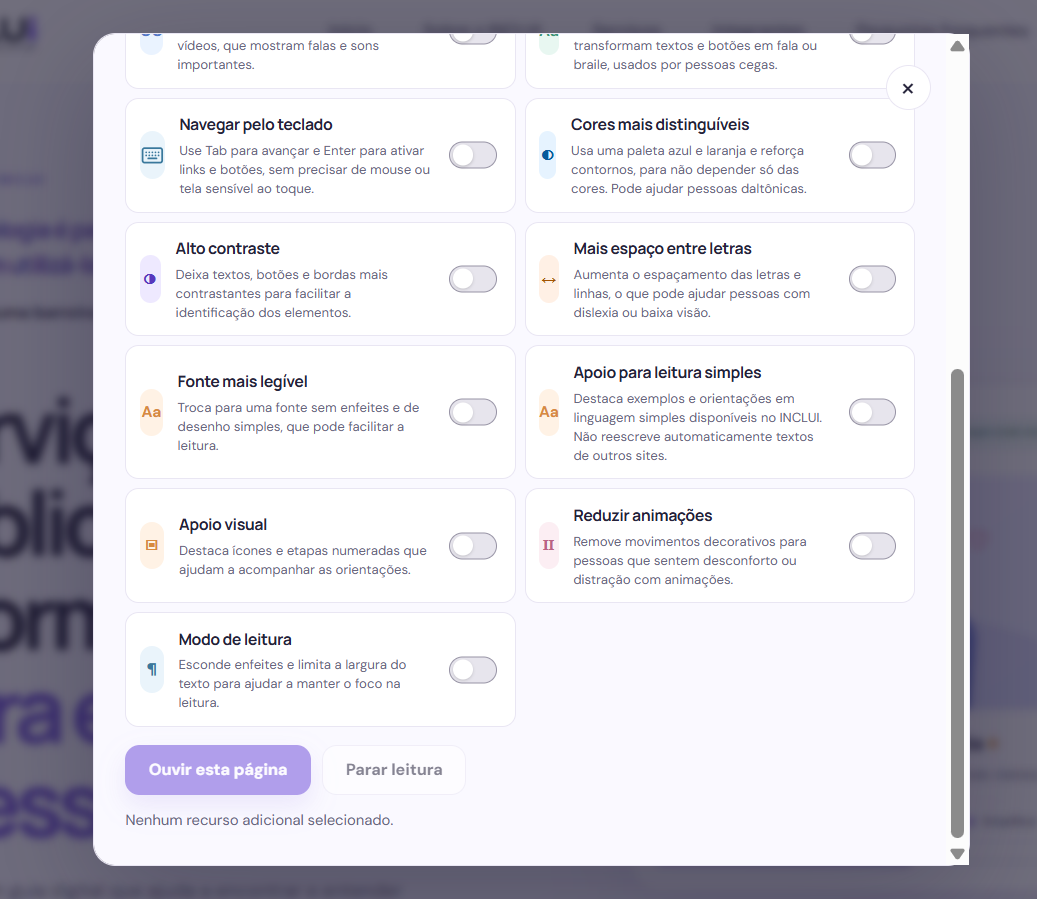 vídeos, que mostram falas e sons
importantes.
transformam textos e botões em fala ou
braile, usados por pessoas cegas.
×
Navegar pelo teclado
Use Tab para avançar e Enter para ativar
links e botões, sem precisar de mouse ou
tela sensível ao toque.
Cores mais distinguíveis
Usa uma paleta azul e laranja e reforça
contornos, para não depender só das
cores. Pode ajudar pessoas daltônicas.
Alto contraste
Deixa textos, botões e bordas mais
contrastantes para facilitar a
identificação dos elementos.
Mais espaço entre letras
Aumenta o espaçamento das letras e
linhas, o que pode ajudar pessoas com
dislexia ou baixa visão.
Aa
Fonte mais legível
Troca para uma fonte sem enfeites e de
desenho simples, que pode facilitar a
leitura.
Aa
Apoio para leitura simples
Destaca exemplos e orientações em
linguagem simples disponíveis no INCLUI.
Não reescreve automaticamente textos
de outros sites.
Apoio visual
Destaca ícones e etapas numeradas que
ajudam a acompanhar as orientações.
Reduzir animações
Remove movimentos decorativos para
pessoas que sentem desconforto ou
distração com animações.
¶
Modo de leitura
Esconde enfeites e limita a largura do
texto para ajudar a manter o foco na
leitura.
Ouvir esta página
Parar leitura
Nenhum recurso adicional selecionado.